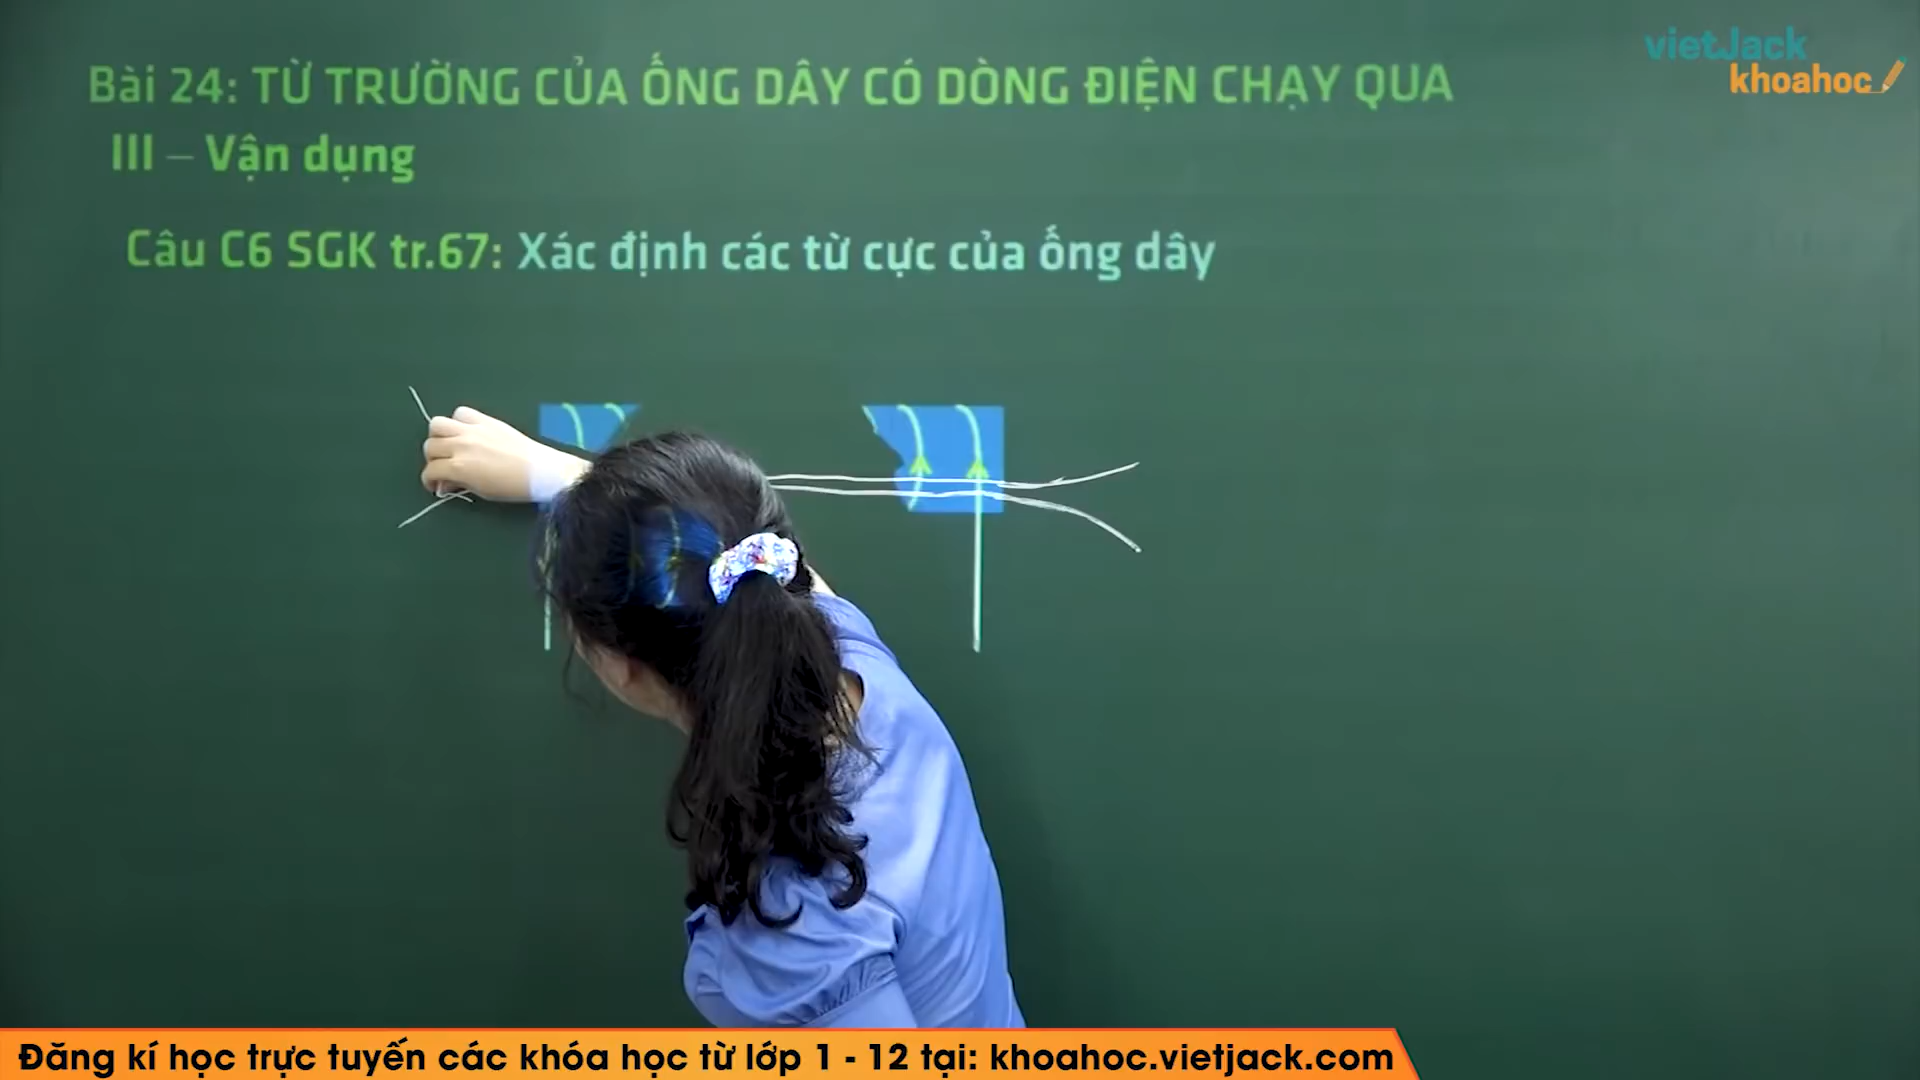 vietJack
khoahoc
Bài 24: TỪ TRƯỜNG CỦA ỐNG DÂY CÓ DÒNG ĐIỆN CHẠY QUA
III – Vận dụng
Câu C6 SGK tr.67: Xác định các từ cực của ống dây
Đăng kí học trực tuyến các khóa học từ lớp 1 - 12 tại: khoahoc.vietjack.com